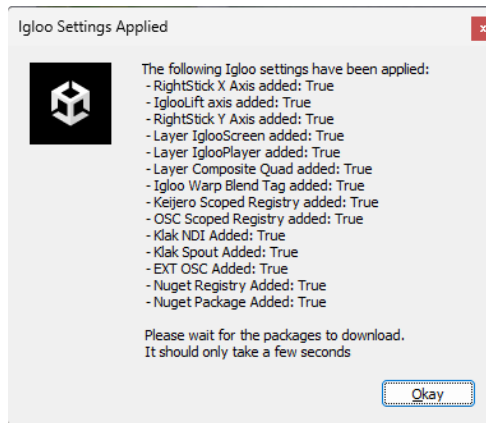 Igloo Settings Applied
x
The following Igloo settings have been applied:
- RightStick X Axis added: True
- IglooLift axis added: True
- RightStick Y Axis added: True
- Layer IglooScreen added: True
- Layer IglooPlayer added: True
- Layer Composite Quad added: True
- Igloo Warp Blend Tag added: True
- Keijero Scoped Registry added: True
- OSC Scoped Registry added: True
- Klak NDI Added: True
- Klak Spout Added: True
- EXT OSC Added: True
- Nuget Registry Added: True
- Nuget Package Added: True
Please wait for the packages to download.
It should only take a few seconds
Okay